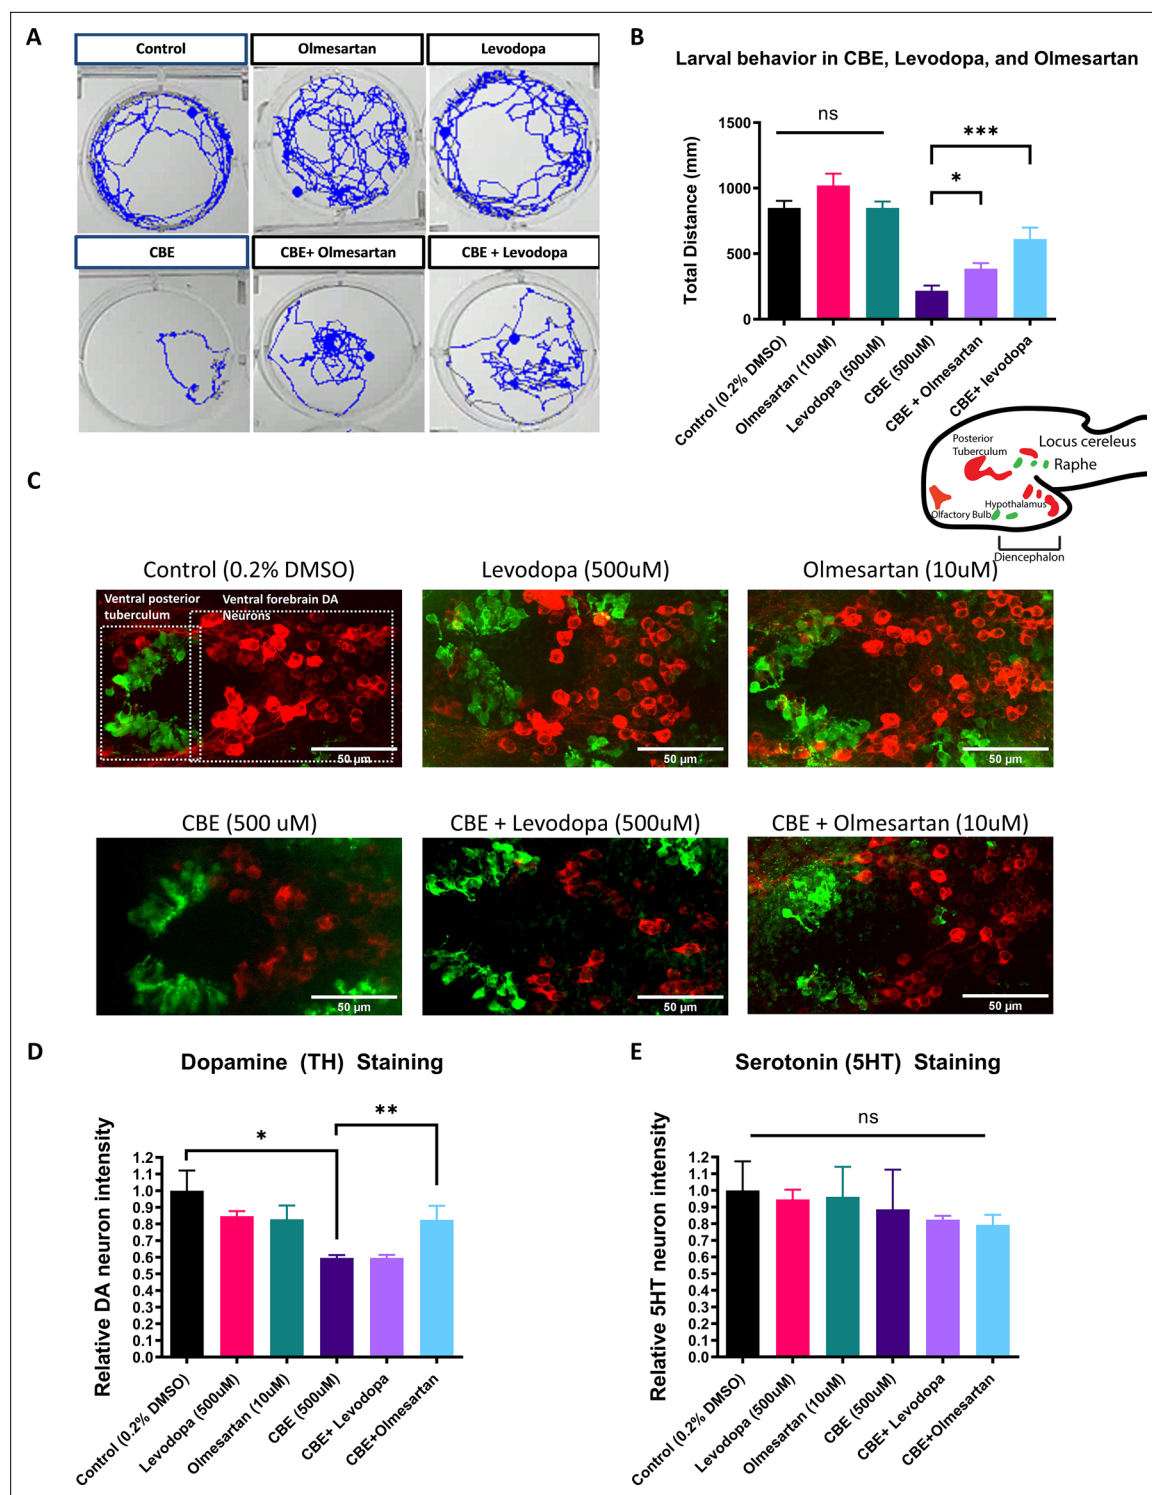 A
Control
Olmesartan
Levodopa
CBE
CBE+ Olmesartan
CBE + Levodopa
B
Larval behavior in CBE, Levodopa, and Olmesartan
Total Distance (mm)
1500
1000
500
0
ns
*
***
Control (0.2% DMSO)
Olmesartan (10uM)
Levodopa (500uM)
CBE (500uM)
CBE + Olmesartan
CBE+ levodopa
Posterior
Tuberculum
Locus cereleus
Raphe
Hypothalamus
Olfactory Bulb
Diencephalon
C
Control (0.2% DMSO)
Levodopa (500uM)
Olmesartan (10uM)
Ventral posterior
tuberculum
Ventral forebrain DA
Neurons
50 µm
50 µm
50 µm
CBE (500 uM)
CBE + Levodopa (500uM)
CBE + Olmesartan (10uM)
50 µm
50 µm
50 µm
D
Dopamine (TH) Staining
Relative DA neuron intensity
1.2
1.1
1.0
0.9
0.8
0.7
0.6
0.5
0.4
0.3
0.2
0.1
0.0
*
**
Control (0.2% DMSO)
Levodopa (500uM)
Olmesartan (10uM)
CBE (500uM)
CBE+ Levodopa
CBE+Olmesartan
E
Serotonin (5HT) Staining
Relative 5HT neuron intensity
1.2
1.1
1.0
0.9
0.8
0.7
0.6
0.5
0.4
0.3
0.2
0.1
0.0
ns
Control (0.2% DMSO)
Levodopa (500uM)
Olmesartan (10uM)
CBE (500uM)
CBE+ Levodopa
CBE+Olmesartan